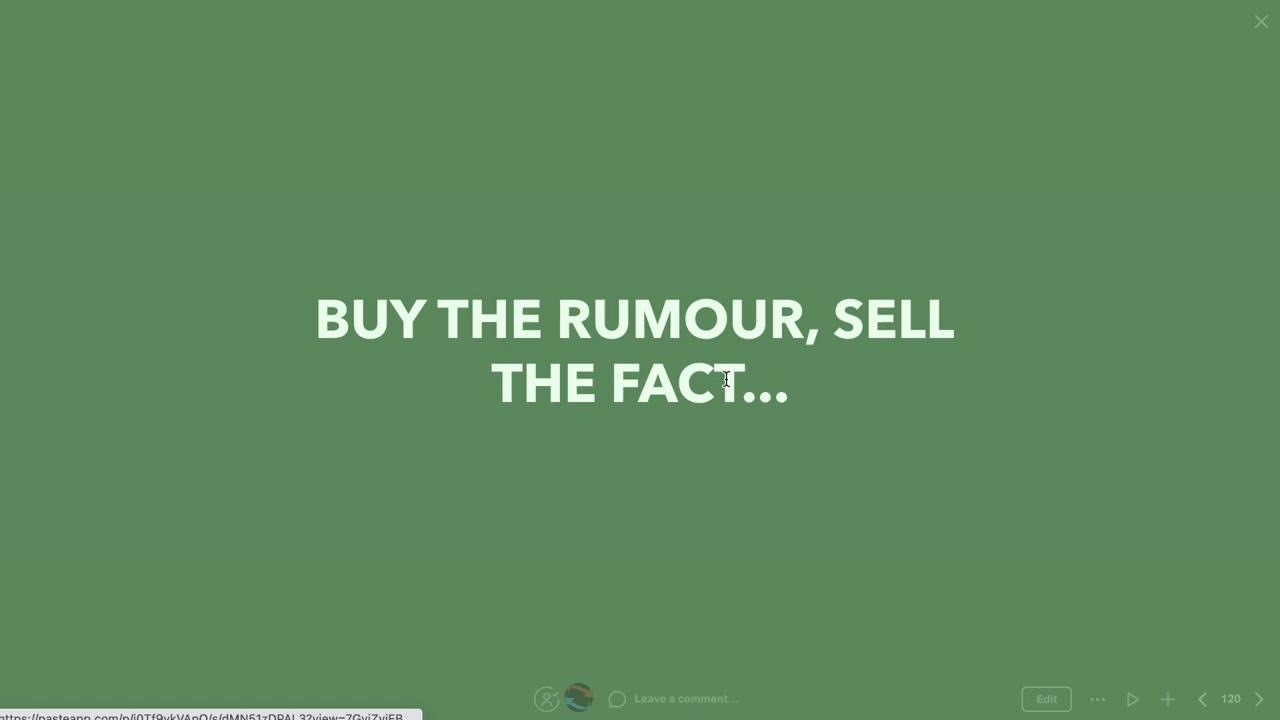 BUY THE RUMOUR, SELL
THE FACT...
Leave a comment...
Edit
120